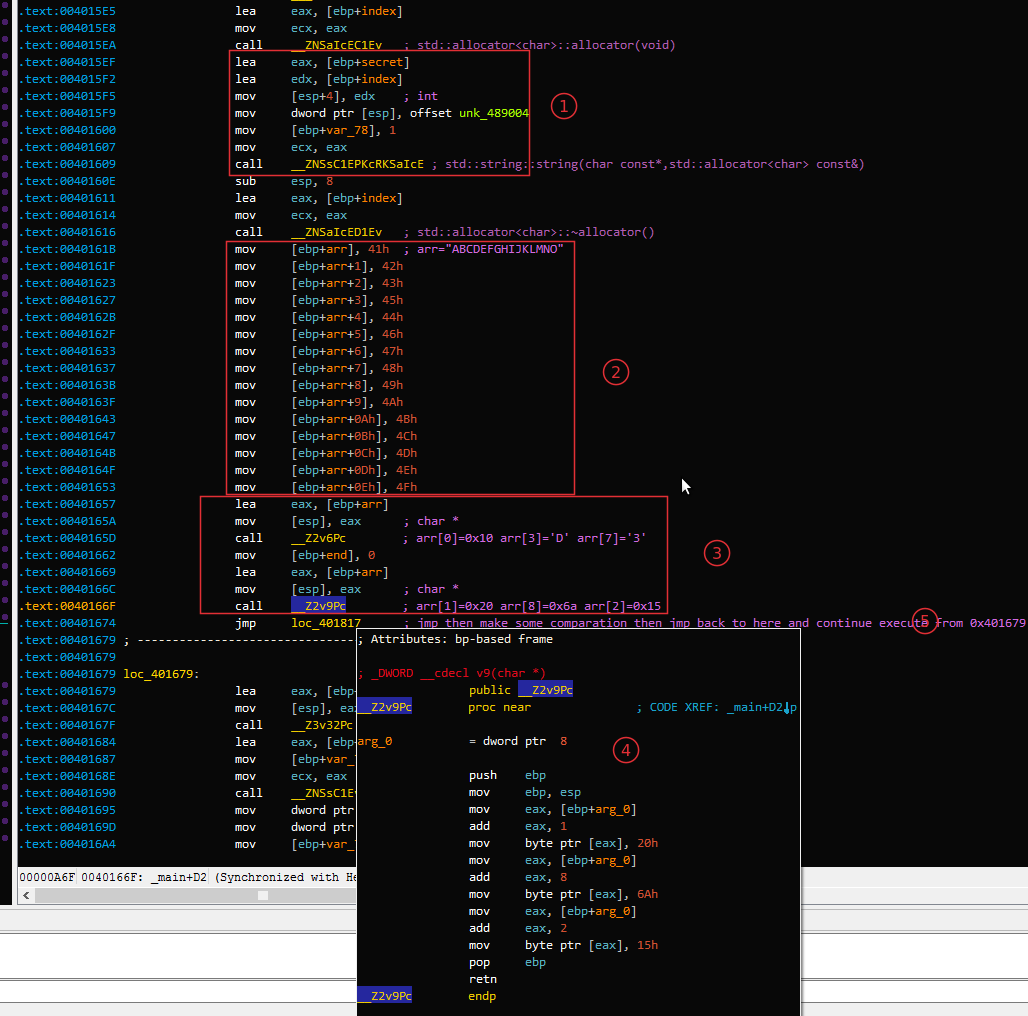 .text:004015E5 lea eax, [ebp+index]
.text:004015E8 mov ecx, eax
.text:004015EA call __ZNSaIcEC1Ev ; std::allocator<char>::allocator(void)
.text:004015EF lea eax, [ebp+secret]
.text:004015F2 lea edx, [ebp+index]
.text:004015F5 mov [esp+4], edx ; int
.text:004015F9 mov dword ptr [esp], offset unk_489004
.text:00401600 mov [ebp+var_78], 1
.text:00401607 mov ecx, eax
.text:00401609 call __ZNSsC1EPKcRKSaIcE ; std::string::string(char const*,std::allocator<char> const&)
.text:0040160E sub esp, 8
.text:00401611 lea eax, [ebp+index]
.text:00401614 mov ecx, eax
.text:00401616 call __ZNSaIcED1Ev ; std::allocator<char>::~allocator()
.text:0040161B mov [ebp+arr], 41h ; arr="ABCDEFGHIJKLMNO"
.text:0040161F mov [ebp+arr+1], 42h
.text:00401623 mov [ebp+arr+2], 43h
.text:00401627 mov [ebp+arr+3], 45h
.text:0040162B mov [ebp+arr+4], 44h
.text:0040162F mov [ebp+arr+5], 46h
.text:00401633 mov [ebp+arr+6], 47h
.text:00401637 mov [ebp+arr+7], 48h
.text:0040163B mov [ebp+arr+8], 49h
.text:0040163F mov [ebp+arr+9], 4Ah
.text:00401643 mov [ebp+arr+0Ah], 4Bh
.text:00401647 mov [ebp+arr+0Bh], 4Ch
.text:0040164B mov [ebp+arr+0Ch], 4Dh
.text:0040164F mov [ebp+arr+0Dh], 4Eh
.text:00401653 mov [ebp+arr+0Eh], 4Fh
.text:00401657 lea eax, [ebp+arr]
.text:0040165A mov [esp], eax ; char *
.text:0040165D call __Z2v6Pc ; arr[0]=0x10 arr[3]='D' arr[7]='3'
.text:00401662 mov [ebp+end], 0
.text:00401669 lea eax, [ebp+arr]
.text:0040166C mov [esp], eax ; char *
.text:0040166F call __Z2v9Pc ; arr[1]=0x20 arr[8]=0x6a arr[2]=0x15
.text:00401674 jmp loc_401817 ; jmp then make some comparation then jmp back to here and continue execute from 0x401679
.text:00401679 ; -------------------------------
.text:00401679
.text:00401679 loc_401679:
.text:00401679 lea eax, [ebp
.text:0040167C mov [esp], ea
.text:0040167F call __Z3v32Pc
.text:00401684 lea eax, [ebp
.text:00401687 mov [ebp+var_
.text:0040168E mov ecx, eax
.text:00401690 call __ZNSsC1Ev
.text:00401695 mov dword ptr
.text:0040169D mov dword ptr
.text:004016A4 mov [ebp+var_
00000A6F 0040166F: _main+D2 (Synchronized with He
1
2
3
5
; Attributes: bp-based frame
; _DWORD __cdecl v9(char *)
public __Z2v9Pc
__Z2v9Pc proc near ; CODE XREF: _main+D2↓p
arg_0 = dword ptr 8
4
push ebp
mov ebp, esp
mov eax, [ebp+arg_0]
add eax, 1
mov byte ptr [eax], 20h
mov eax, [ebp+arg_0]
add eax, 8
mov byte ptr [eax], 6Ah
mov eax, [ebp+arg_0]
add eax, 2
mov byte ptr [eax], 15h
pop ebp
retn
__Z2v9Pc endp